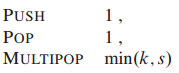 PUSH 1 ,
POP 1 ,
MULTIPOP min(k, s)